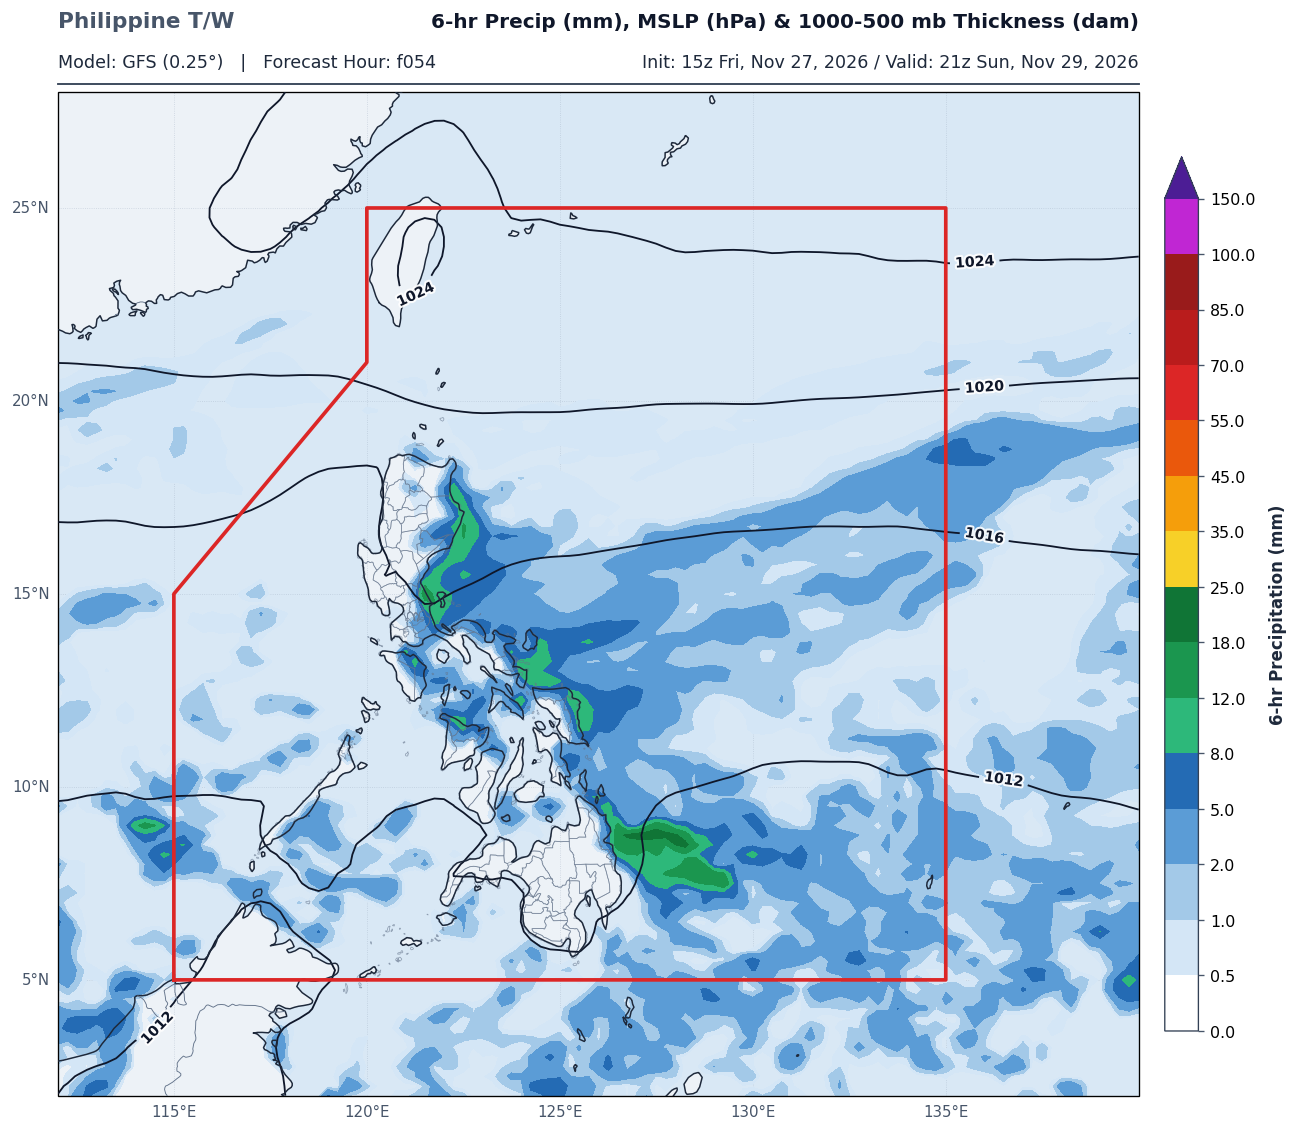 Philippine T/W
6-hr Precip (mm), MSLP (hPa) & 1000-500 mb Thickness (dam)
Model: GFS (0.25°) | Forecast Hour: f054
Init: 15z Fri, Nov 27, 2026 / Valid: 21z Sun, Nov 29, 2026
25°N
20°N
15°N
10°N
5°N
1024
1024
1020
1016
1012
1012
115°E
120°E
125°E
130°E
135°E
150.0
100.0
85.0
70.0
55.0
45.0
35.0
25.0
18.0
12.0
8.0
5.0
2.0
1.0
0.5
0.0
6-hr Precipitation (mm)